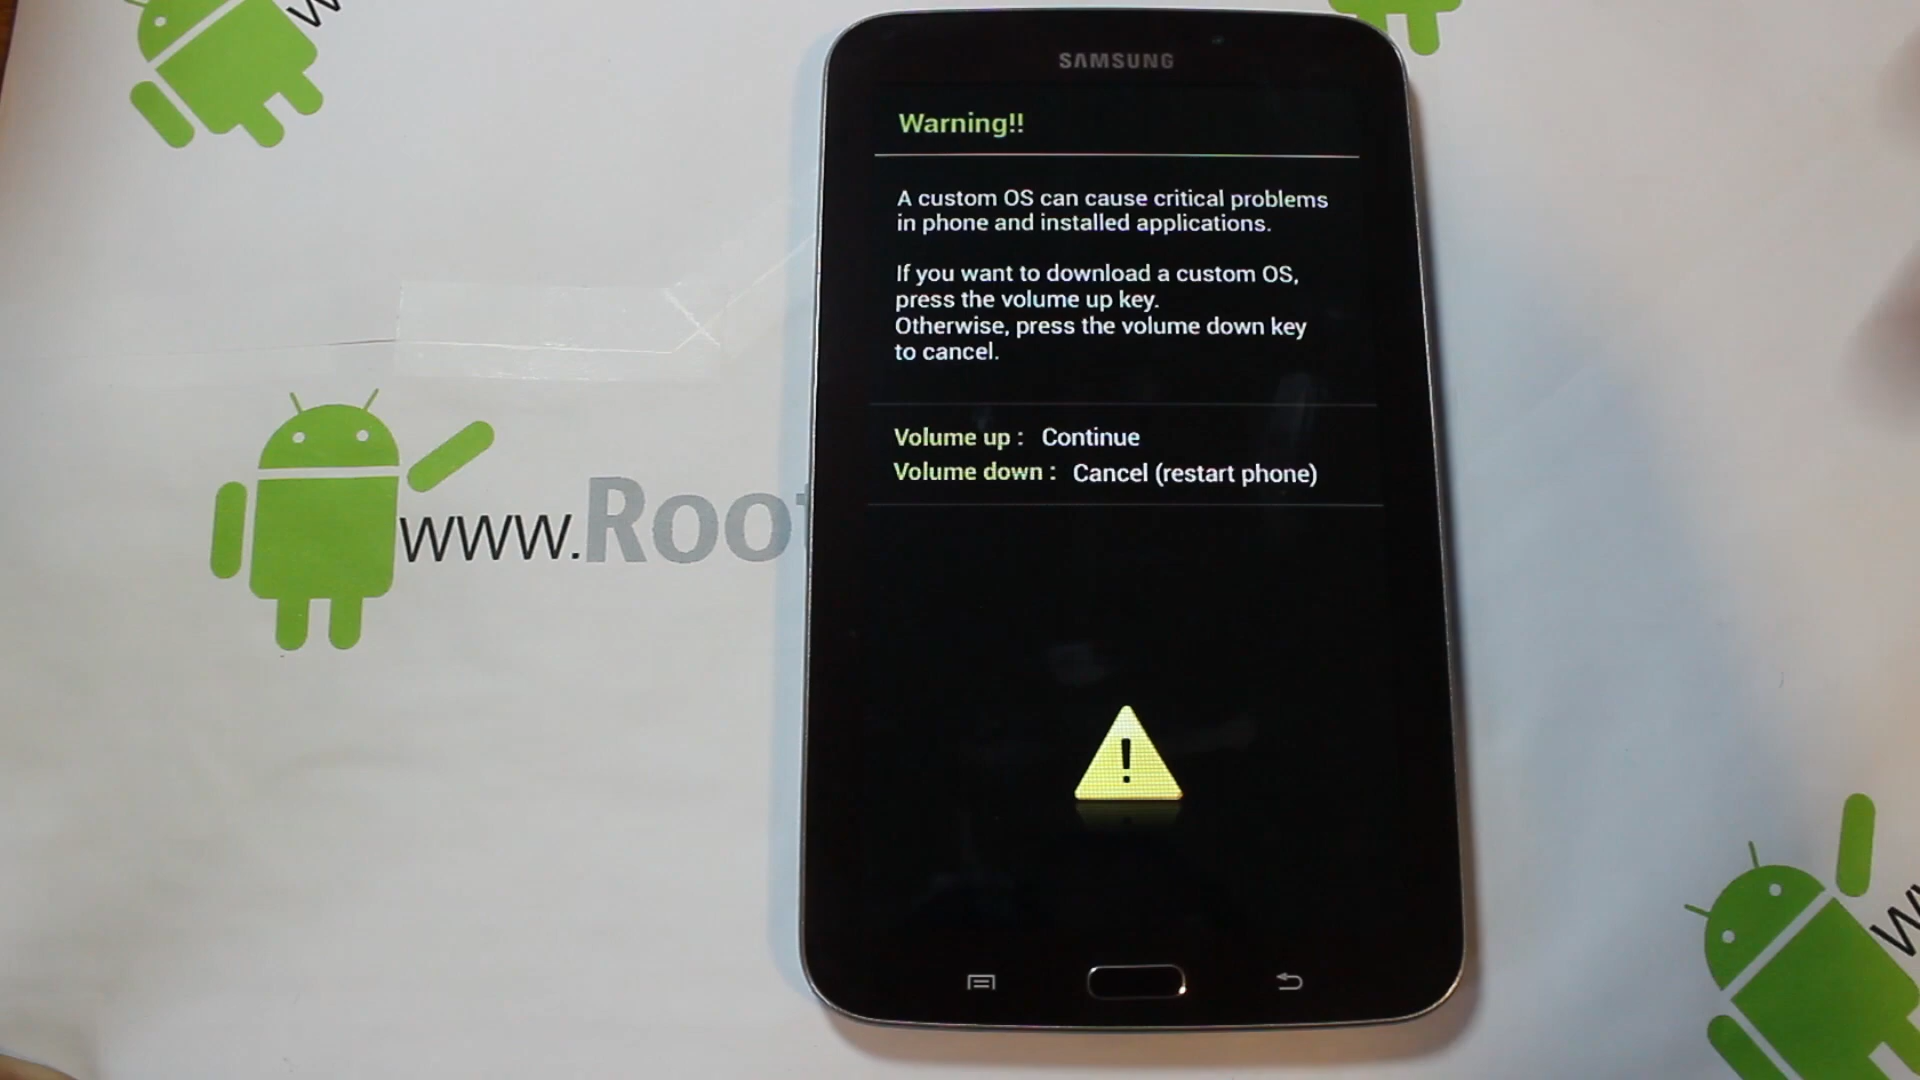 SAMSUNG
Warning!!
A custom OS can cause critical problems
in phone and installed applications.
If you want to download a custom OS,
press the volume up key.
Otherwise, press the volume down key
to cancel.
Volume up : Continue
Volume down : Cancel (restart phone)
www.Root